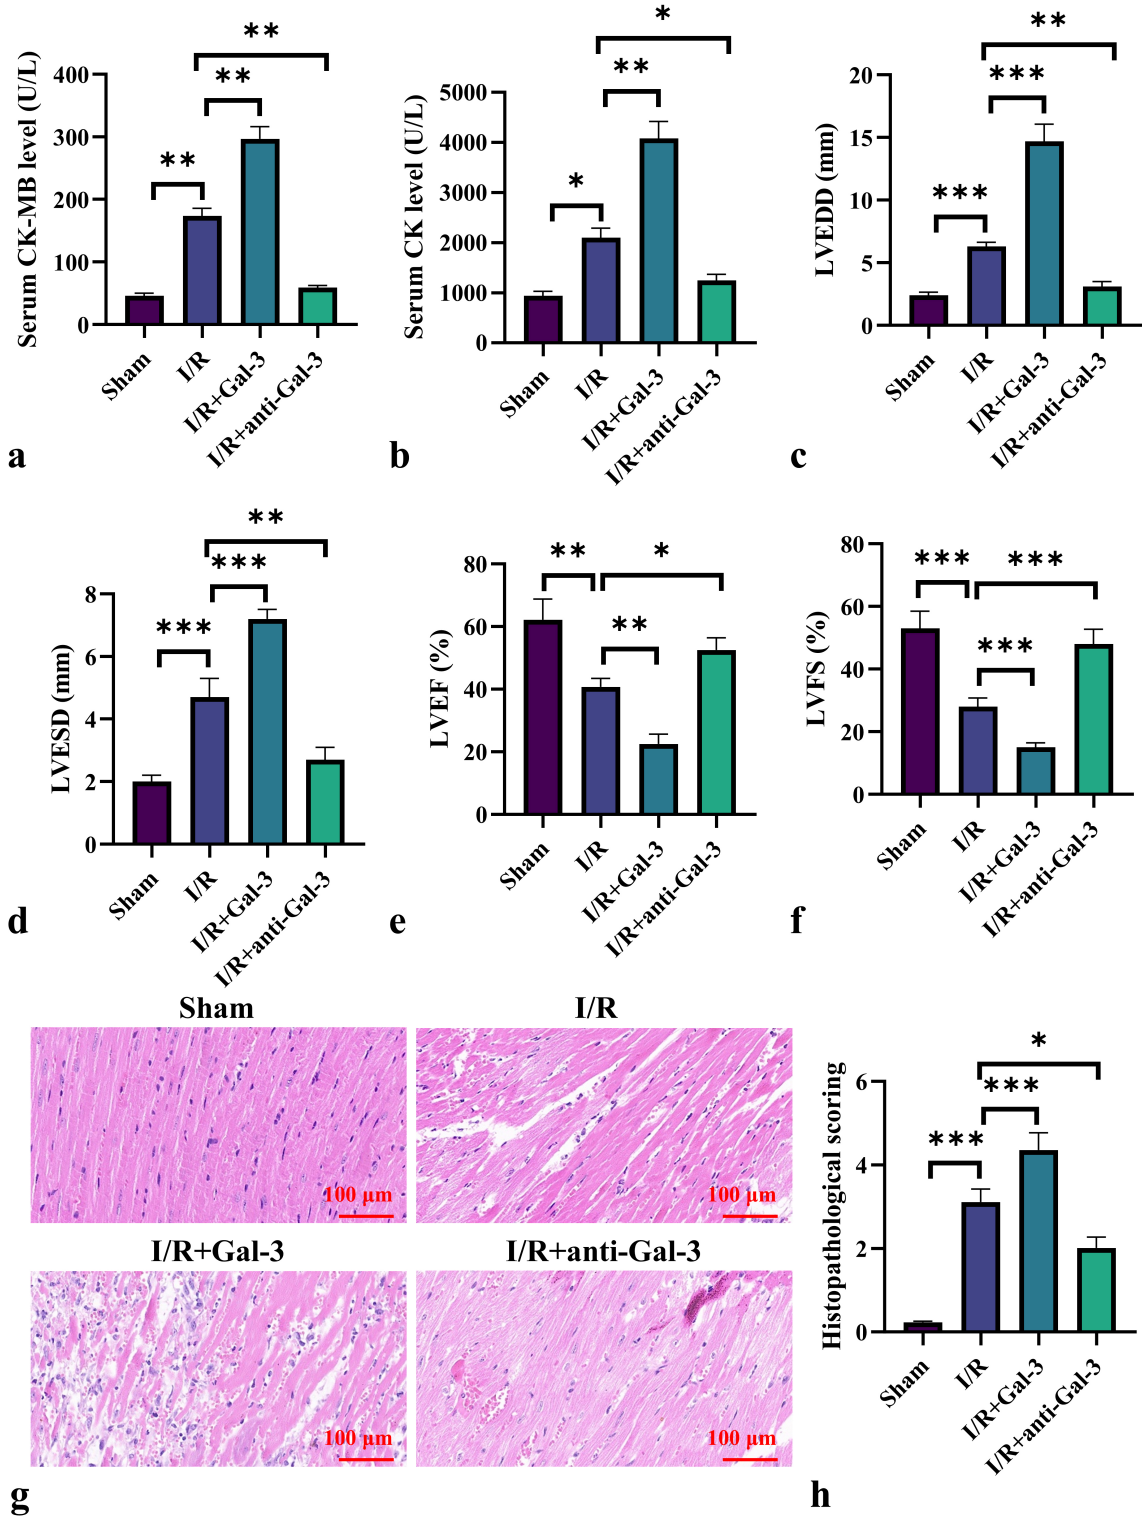 **
**
**
Serum CK-MB level (U/L)
400
300
200
100
0
Sham
I/R
I/R+Gal-3
I/R+anti-Gal-3
a
*
**
*
Serum CK level (U/L)
5000
4000
3000
2000
1000
0
Sham
I/R
I/R+Gal-3
I/R+anti-Gal-3
b
**
***
***
LVEDD (mm)
20
15
10
5
0
Sham
I/R
I/R+Gal-3
I/R+anti-Gal-3
c
**
***
***
LVESD (mm)
8
6
4
2
0
Sham
I/R
I/R+Gal-3
I/R+anti-Gal-3
d
**
*
**
LVEF (%)
80
60
40
20
0
Sham
I/R
I/R+Gal-3
I/R+anti-Gal-3
e
***
***
***
LVFS (%)
80
60
40
20
0
Sham
I/R
I/R+Gal-3
I/R+anti-Gal-3
f
Sham
I/R
100 μm
100 μm
I/R+Gal-3
I/R+anti-Gal-3
100 μm
100 μm
g
*
***
***
Histopathological scoring
6
4
2
0
Sham
I/R
I/R+Gal-3
I/R+anti-Gal-3
h